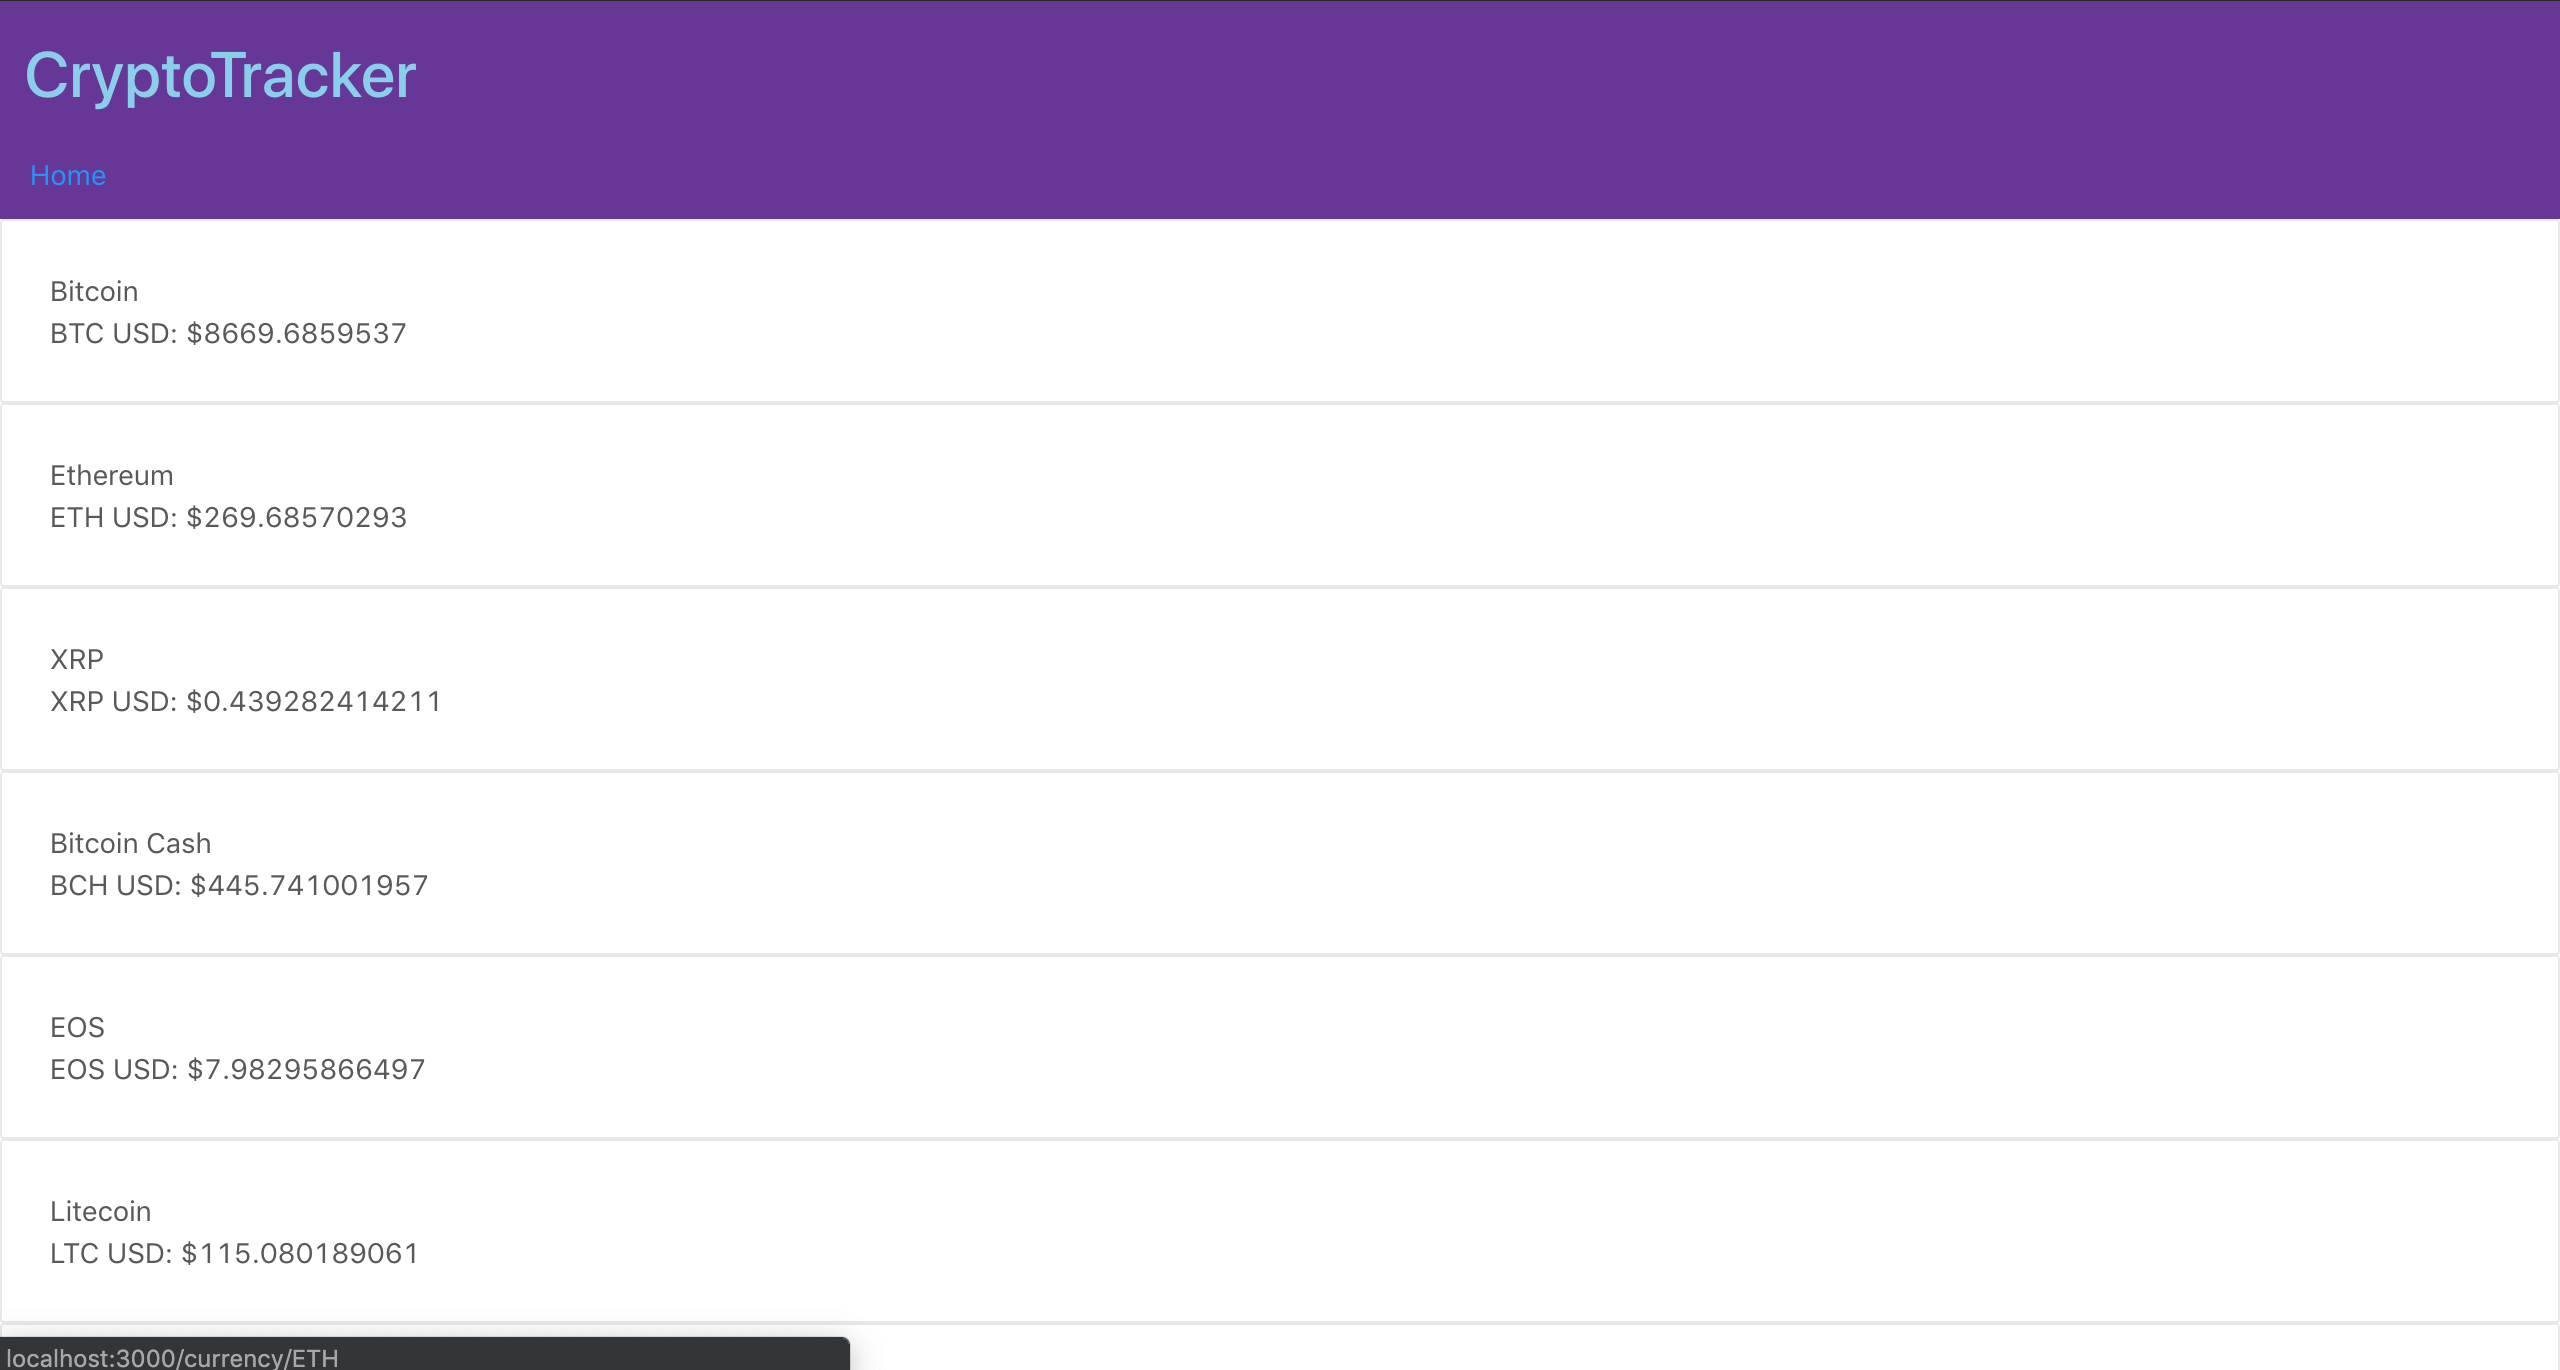 CryptoTracker
Home
Bitcoin
BTC USD: $8669.6859537
Ethereum
ETH USD: $269.68570293
XRP
XRP USD: $0.439282414211
Bitcoin Cash
BCH USD: $445.741001957
EOS
EOS USD: $7.98295866497
Litecoin
LTC USD: $115.080189061
localhost:3000/currency/ETH